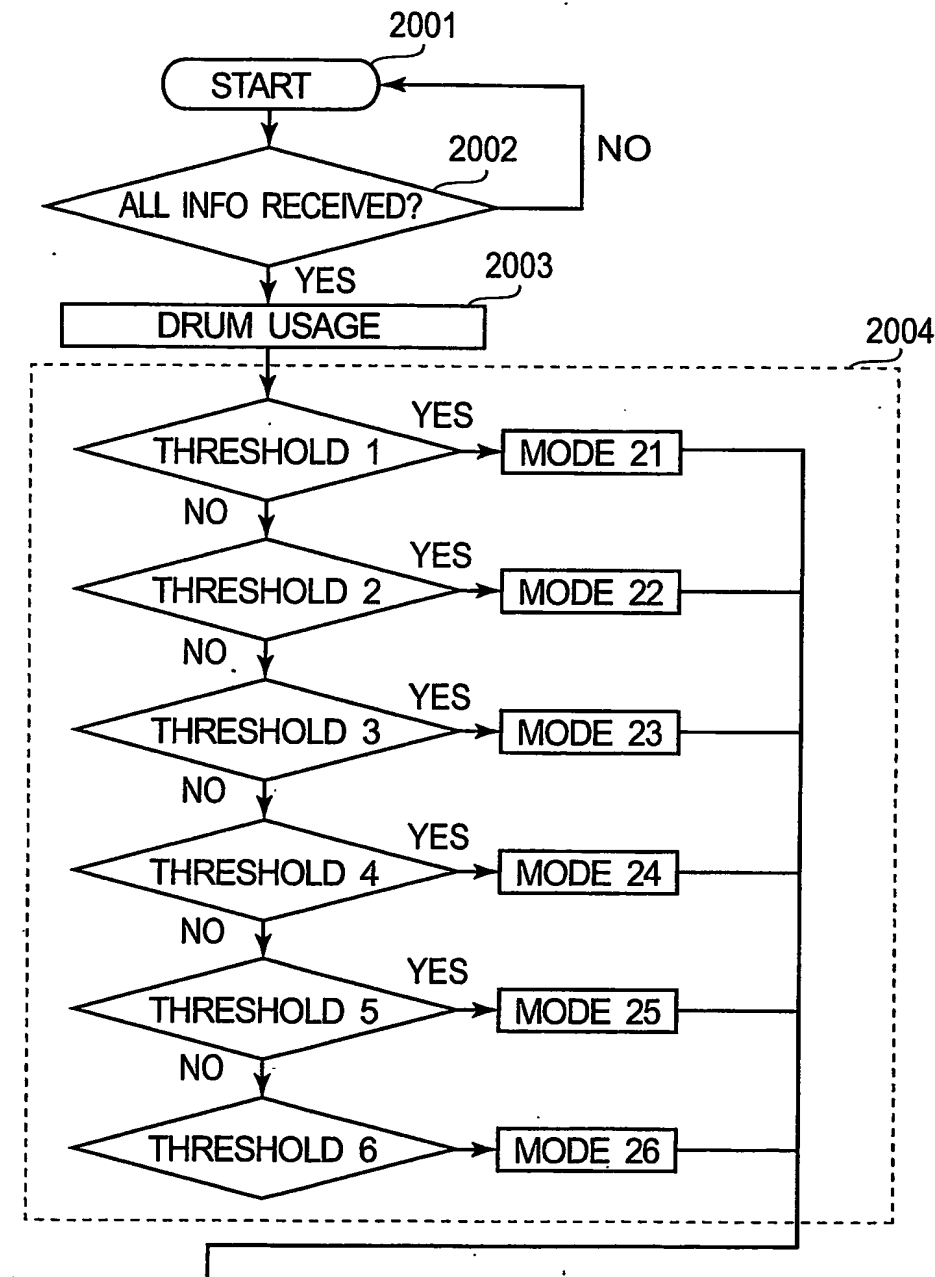 2001
START
NO
2002
ALL INFO RECEIVED?
YES
2003
DRUM USAGE
2004
YES
THRESHOLD 1
MODE 21
NO
YES
THRESHOLD 2
MODE 22
NO
YES
THRESHOLD 3
MODE 23
NO
YES
THRESHOLD 4
MODE 24
NO
YES
THRESHOLD 5
MODE 25
NO
THRESHOLD 6
MODE 26